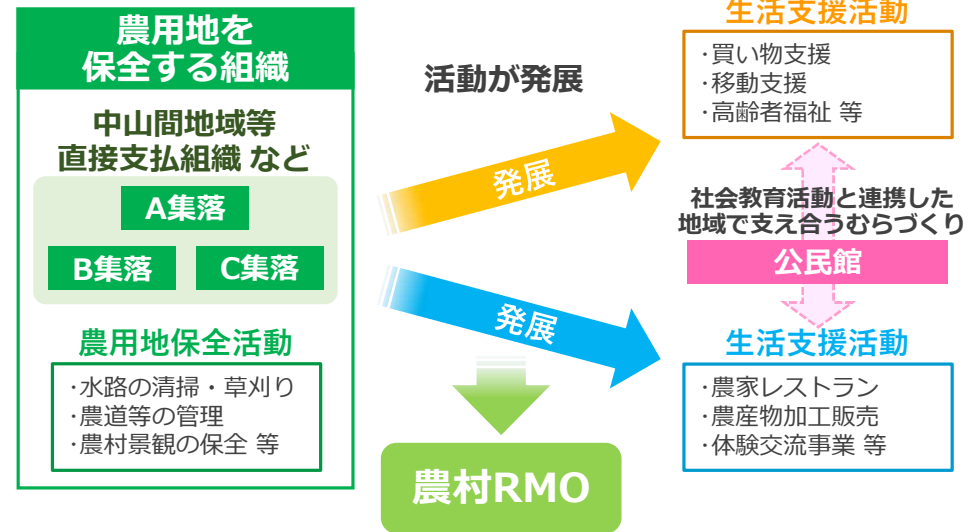 農用地を
保全する組織
中山間地域等
直接支払組織 など
A集落
B集落
C集落
農用地保全活動
・水路の清掃・草刈り
・農道等の管理
・農村景観の保全 等
活動が発展
発展
発展
農村RMO
生活支援活動
・買い物支援
・移動支援
・高齢者福祉 等
社会教育活動と連携した
地域で支え合うむらづくり
公民館
生活支援活動
・農家レストラン
・農産物加工販売
・体験交流事業 等